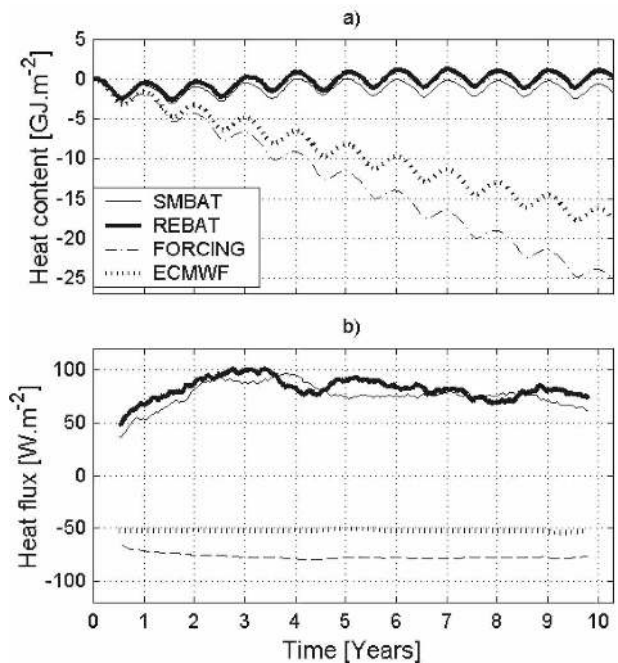 a)
5
0
-5
-10
-15
-20
-25
Heat content [GJ.m-2]
SMBAT
REBAT
FORCING
ECMWF
b)
100
50
0
-50
-100
Heat flux [W.m-2]
0 1 2 3 4 5 6 7 8 9 10
Time [Years]